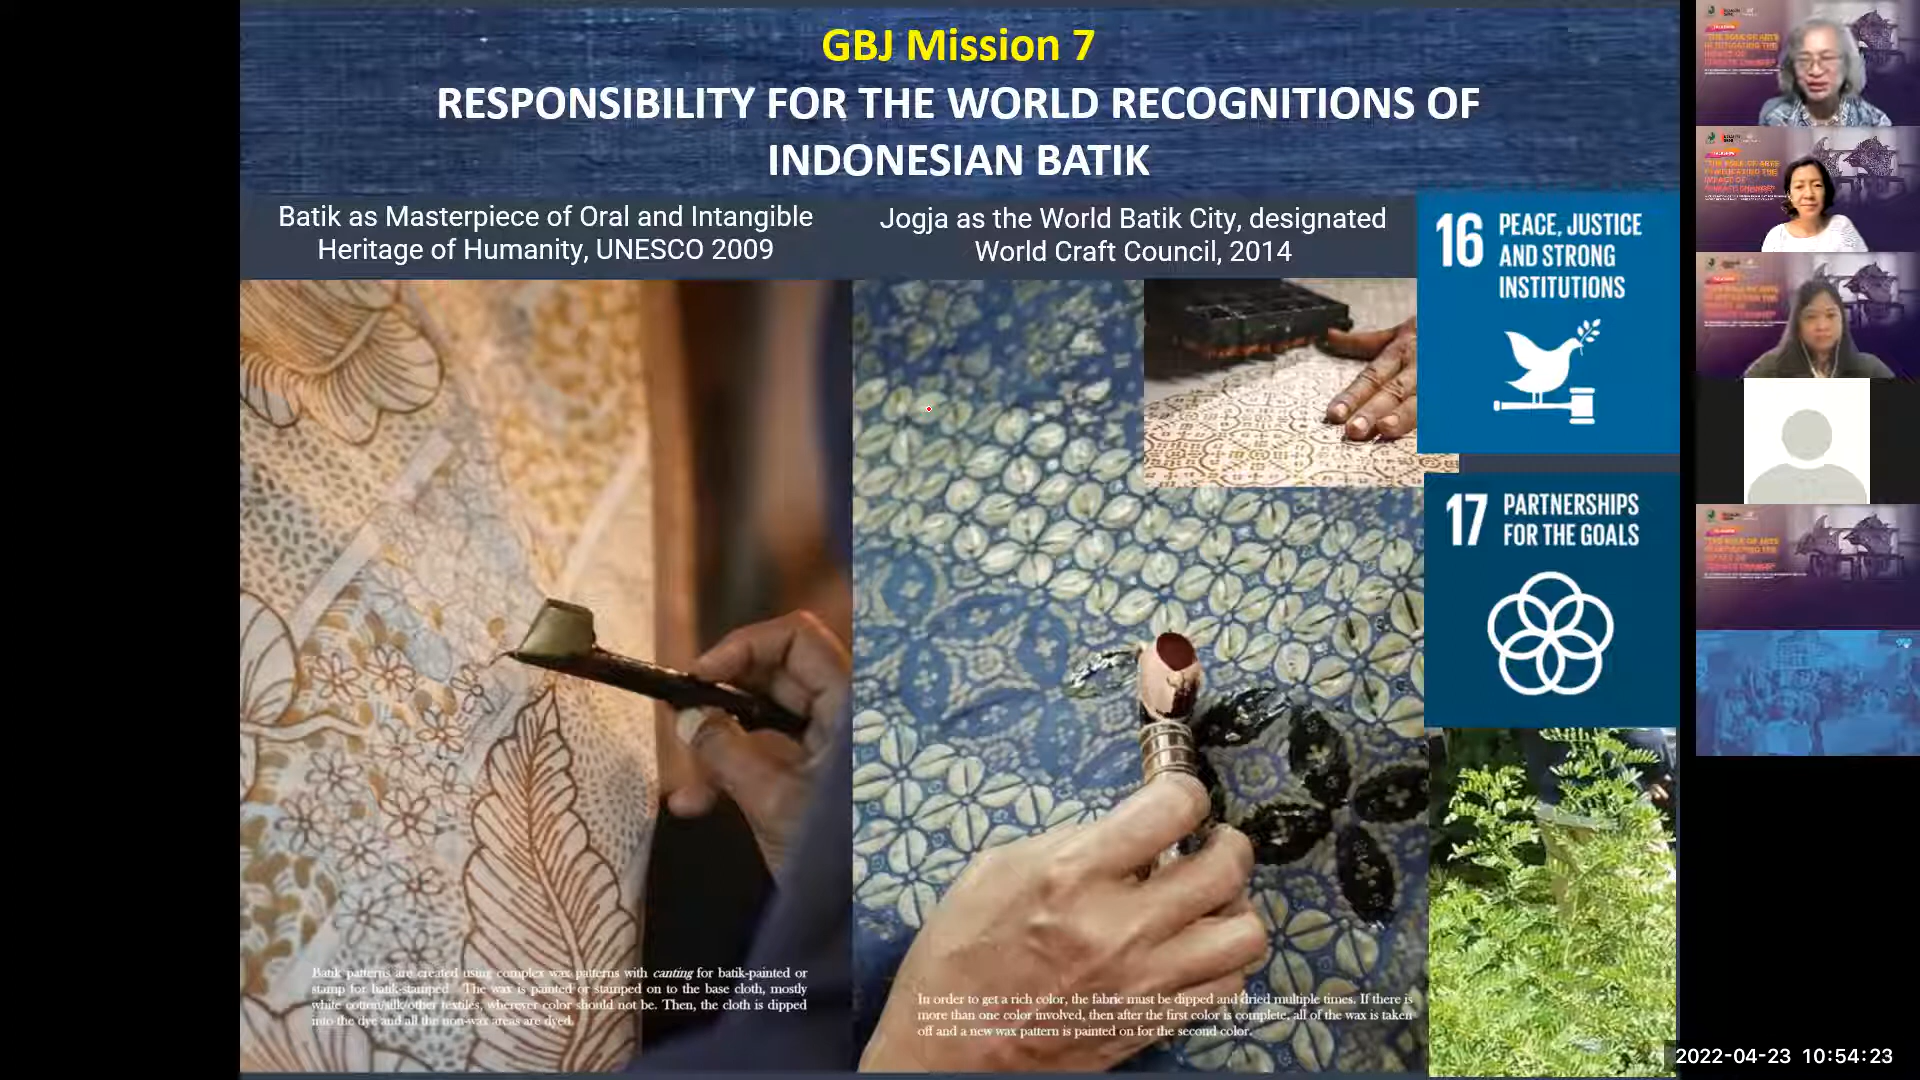 GBJ Mission 7
RESPONSIBILITY FOR THE WORLD RECOGNITIONS OF
INDONESIAN BATIK
Batik as Masterpiece of Oral and Intangible
Heritage of Humanity, UNESCO 2009
Jogja as the World Batik City, designated
World Craft Council, 2014
16 PEACE, JUSTICE
AND STRONG
INSTITUTIONS
17 PARTNERSHIPS
FOR THE GOALS
Batik patterns are created using complex wax patterns with canting for batik-painted or
stamp for batik-stamped The wax is painted or stamped on to the base cloth, mostly
white cotton/silk/other textiles, wherever color should not be. Then, the cloth is dipped
into the dye and all the non-wax areas are dyed.
In order to get a rich color, the fabric must be dipped and dried multiple times. If there is
more than one color involved, then after the first color is complete, all of the wax is taken
off and a new wax pattern is painted on for the second color.
2022-04-23 10:54:23